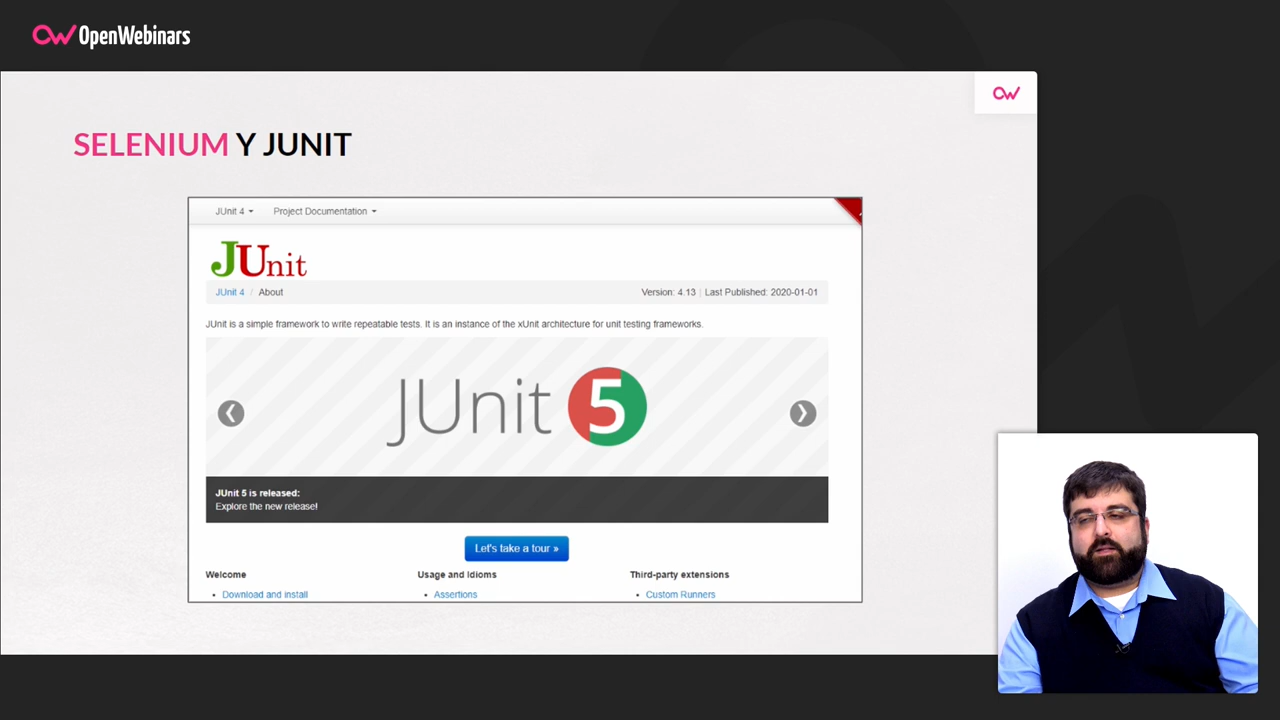 OpenWebinars
SELENIUM Y JUNIT
JUnit 4 Project Documentation
JUnit
JUnit 4 / About Version: 4.13 | Last Published: 2020-01-01
JUnit is a simple framework to write repeatable tests. It is an instance of the xUnit architecture for unit testing frameworks.
JUnit 5
JUnit 5 is released:
Explore the new release!
Let's take a tour »
Welcome Usage and Idioms Third-party extensions
• Download and install • Assertions • Custom Runners